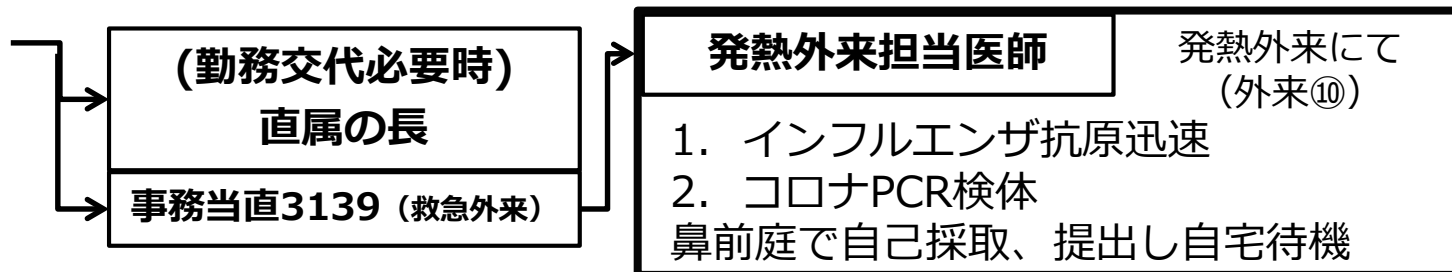 (勤務交代必要時)
直属の長
事務当直3139（救急外来）
発熱外来担当医師
発熱外来にて
（外来⑩）
1. インフルエンザ抗原迅速
2. コロナPCR検体
鼻前庭で自己採取、提出し自宅待機